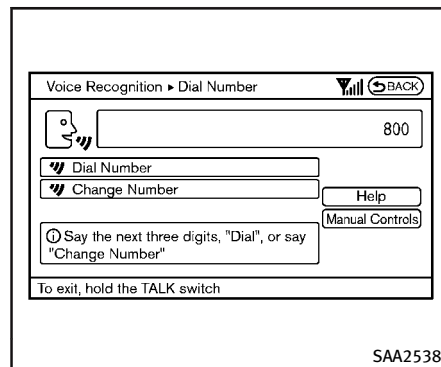 Voice Recognition ▸ Dial Number
BACK
800
Dial Number
Change Number
Help
Manual Controls
Say the next three digits, "Dial", or say
"Change Number"
To exit, hold the TALK switch
SAA2538